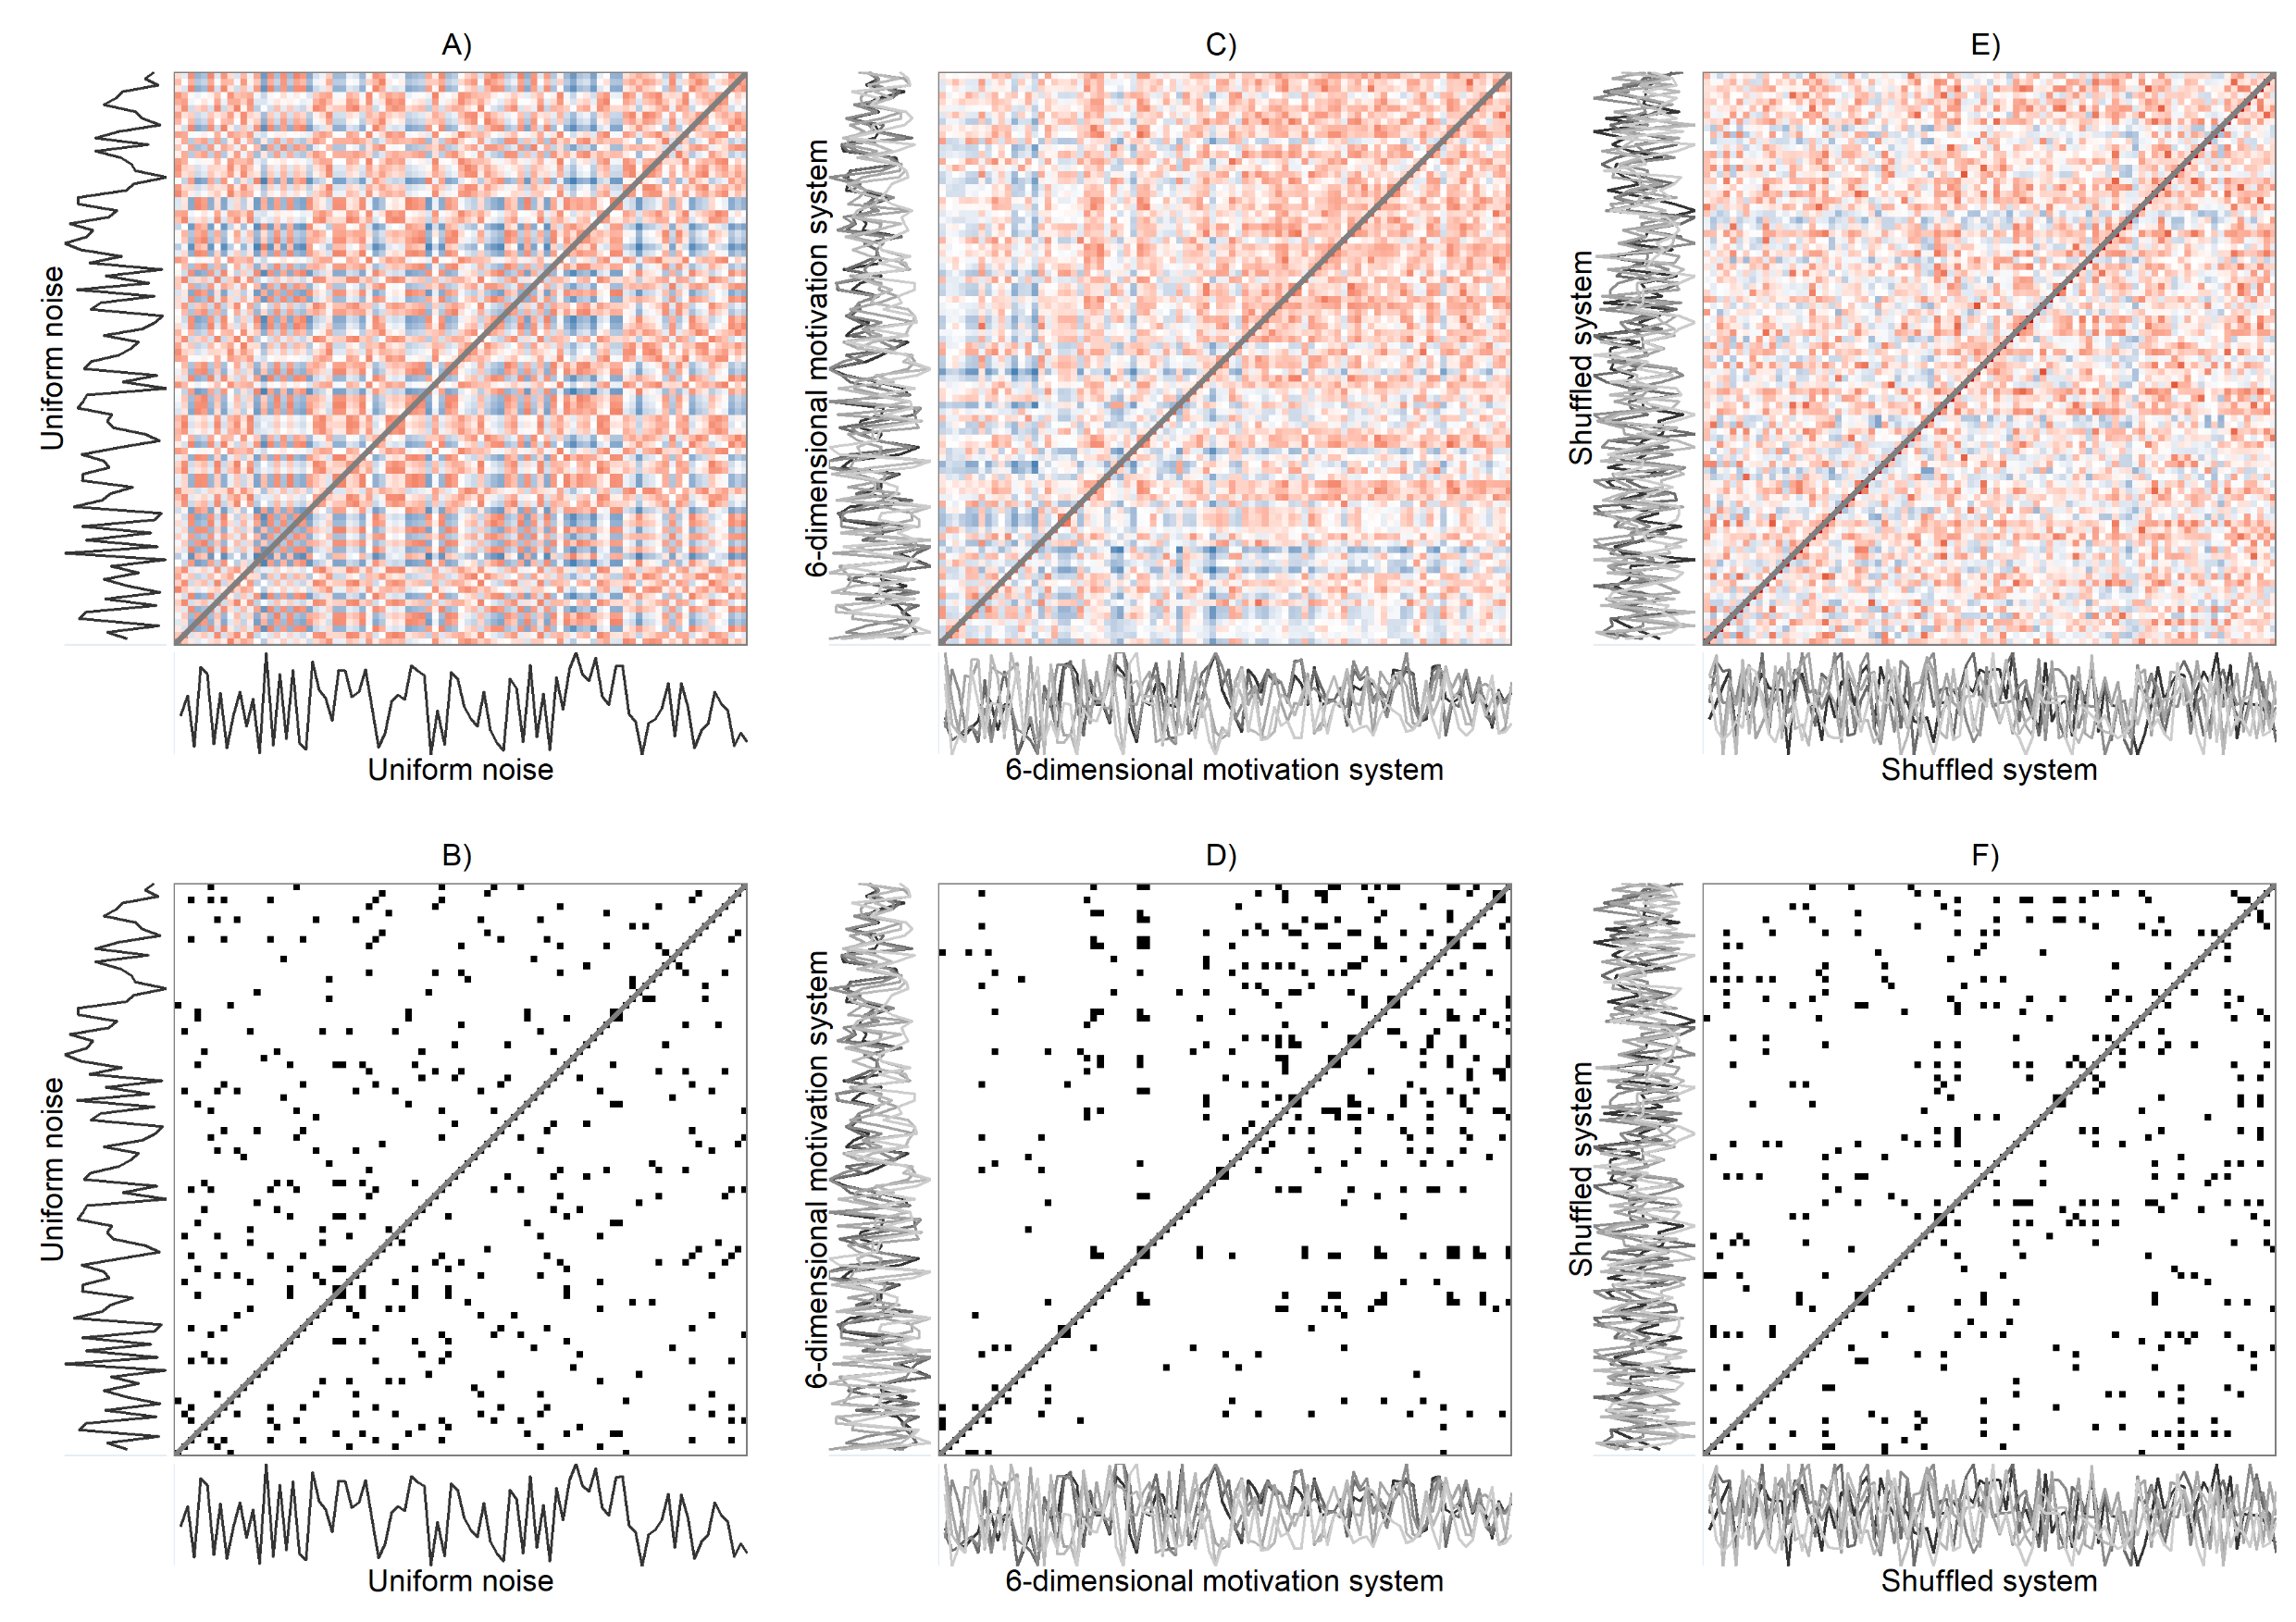 A)
C)
E)
Uniform noise
6-dimensional motivation system
Shuffled system
Uniform noise
6-dimensional motivation system
Shuffled system
B)
D)
F)
Uniform noise
6-dimensional motivation system
Shuffled system
Uniform noise
6-dimensional motivation system
Shuffled system